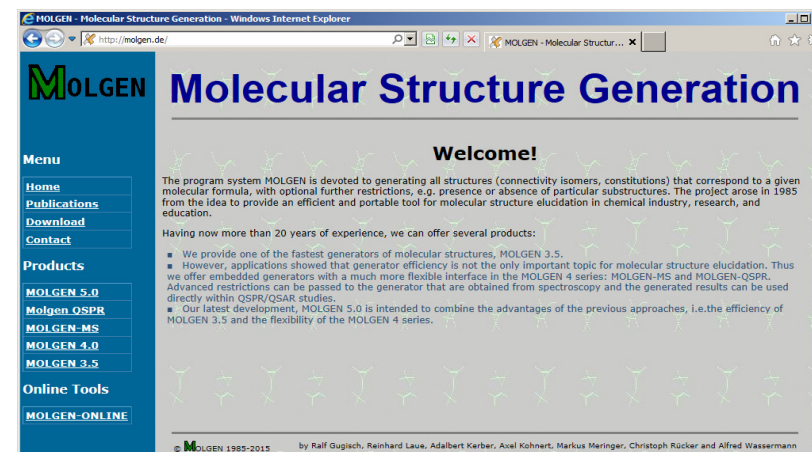 MOLGEN - Molecular Structure Generation - Windows Internet Explorer
http://molgen.de/
MOLGEN - Molecular Structur...
MOLGEN
Molecular Structure Generation
Menu
Home
Publications
Download
Contact
Products
MOLGEN 5.0
Molgen QSPR
MOLGEN-MS
MOLGEN 4.0
MOLGEN 3.5
Online Tools
MOLGEN-ONLINE
Welcome!
The program system MOLGEN is devoted to generating all structures (connectivity isomers, constitutions) that correspond to a given
molecular formula, with optional further restrictions, e.g. presence or absence of particular substructures. The project arose in 1985
from the idea to provide an efficient and portable tool for molecular structure elucidation in chemical industry, research, and
education.
Having now more than 20 years of experience, we can offer several products:
▪ We provide one of the fastest generators of molecular structures, MOLGEN 3.5.
▪ However, applications showed that generator efficiency is not the only important topic for molecular structure elucidation. Thus
we offer embedded generators with a much more flexible interface in the MOLGEN 4 series: MOLGEN-MS and MOLGEN-QSPR.
Advanced restrictions can be passed to the generator that are obtained from spectroscopy and the generated results can be used
directly within QSPR/QSAR studies.
▪ Our latest development, MOLGEN 5.0 is intended to combine the advantages of the previous approaches, i.e.the efficiency of
MOLGEN 3.5 and the flexibility of the MOLGEN 4 series.
© MOLGEN 1985-2015 by Ralf Gugisch, Reinhard Laue, Adalbert Kerber, Axel Kohnert, Markus Meringer, Christoph Rücker and Alfred Wassermann